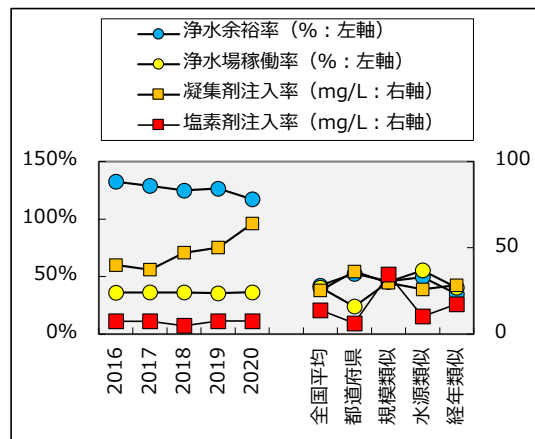 浄水余裕率（%：左軸）
浄水場稼働率（%：左軸）
凝集剤注入率（mg/L：右軸）
塩素剤注入率（mg/L：右軸）
150%
100%
50%
0%
100
50
0
2016
2017
2018
2019
2020
全国平均
都道府県
規模類似
水源類似
経年類似